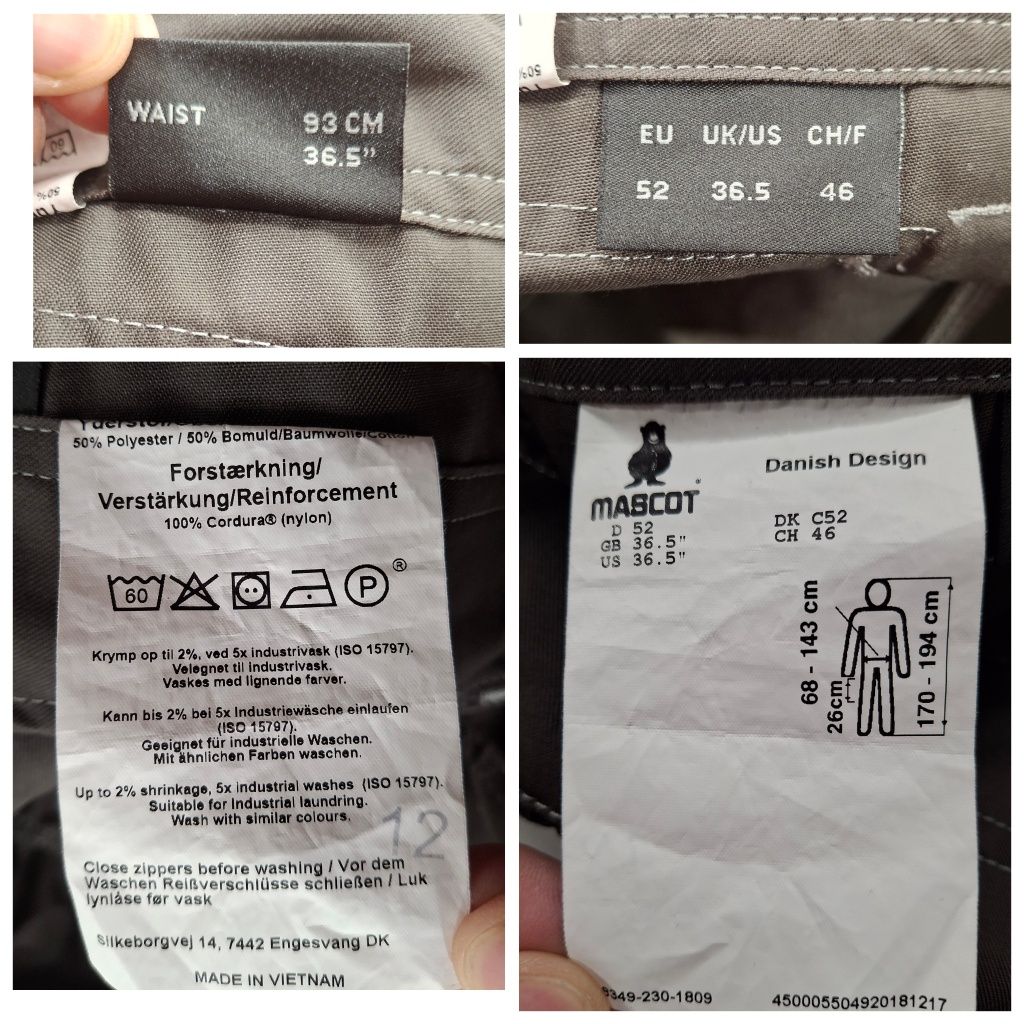 WAIST 93 CM
36.5”
60
50%
50%
EU UK/US CH/F
52 36.5 46
50% Polyester / 50% Bomuld/Baumwolle/Cotton
Forstærkning/
Verstärkung/Reinforcement
100% Cordura® (nylon)
60
P ®
Krymp op til 2%, ved 5x industrivask (ISO 15797).
Velegnet til industrivask.
Vaskes med lignende farver.
Kann bis 2% bei 5x Industriewäsche einlaufen
(ISO 15797).
Geeignet für industrielle Waschen.
Mit ähnlichen Farben waschen.
Up to 2% shrinkage, 5x industrial washes (ISO 15797).
Suitable for Industrial laundring.
Wash with similar colours.
12
Close zippers before washing / Vor dem
Waschen Reißverschlüsse schließen / Luk
lynlåse før vask
Silkeborgvej 14, 7442 Engesvang DK
MADE IN VIETNAM
MASCOT®
Danish Design
D 52
GB 36.5"
US 36.5"
DK C52
CH 46
68 - 143 cm
26cm
170 - 194 cm
8349-230-1809 450005504920181217